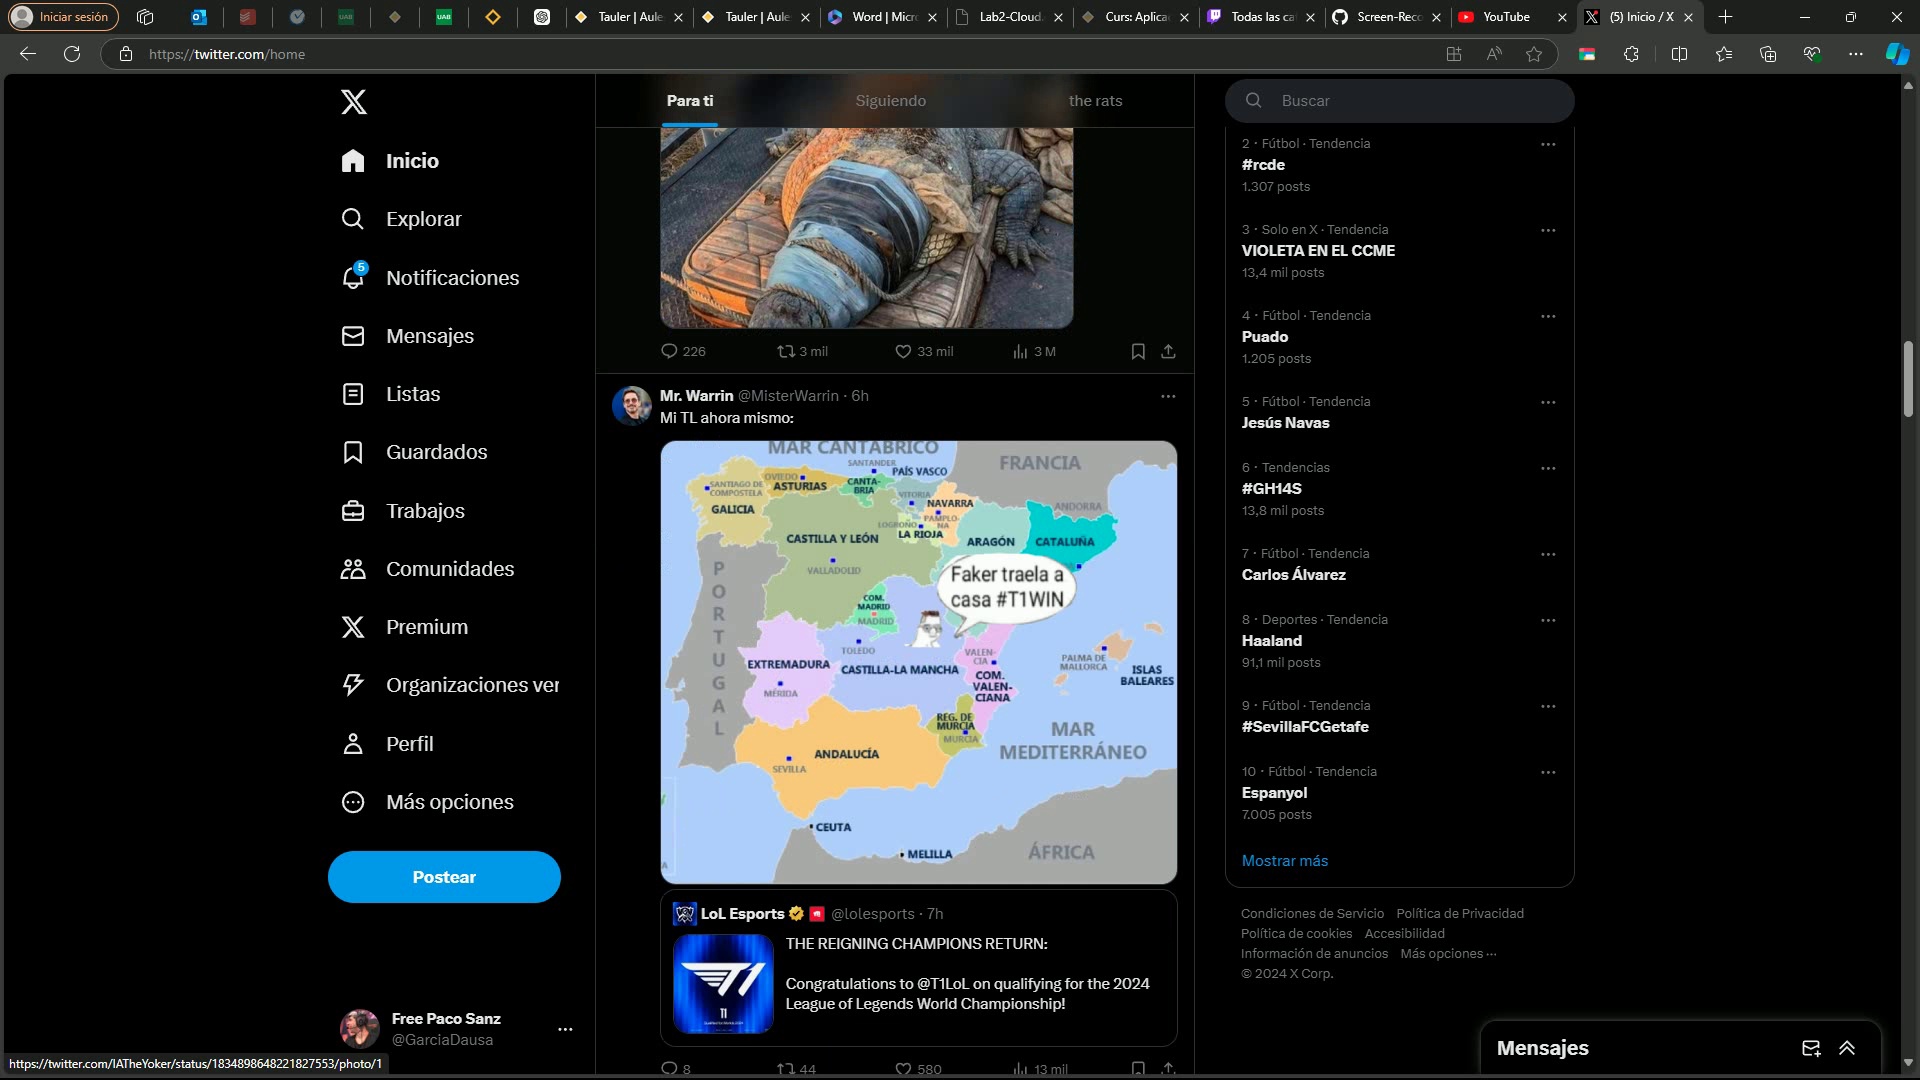 Iniciar sesión
Tauler | Aule
Tauler | Aule
Word | Micr
Lab2-Cloud
Curs: Aplica
Todas las ca
Screen-Reco
YouTube
(5) Inicio / X
https://twitter.com/home
Para ti
Siguiendo
the rats
Buscar
Inicio
Explorar
5
Notificaciones
Mensajes
Listas
Guardados
Trabajos
Comunidades
Premium
Organizaciones ver
Perfil
Más opciones
Postear
Free Paco Sanz
@GarciaDausa
https://twitter.com/IATheYoker/status/1834898648221827553/photo/1
226
3 mil
33 mil
3 M
Mr. Warrin @MisterWarrin · 6h
Mi TL ahora mismo:
MAR CANTÁBRICO
FRANCIA
SANTANDER
PAÍS VASCO
OVIEDO
ASTURIAS
CANTA-
BRIA
SANTIAGO DE
COMPOSTELA
VITORIA
NAVARRA
ANDORRA
GALICIA
PAMPLO-
NA
LOGROÑO
LA RIOJA
CASTILLA Y LEÓN
ARAGÓN
CATALUÑA
VALLADOLID
Faker traela a
casa #T1WIN
PORTUGAL
COM.
MADRID
MADRID
TOLEDO
VALEN-
CIA
PALMA DE
MALLORCA
EXTREMADURA
CASTILLA-LA MANCHA
ISLAS
BALEARES
MÉRIDA
COM.
VALEN-
CIANA
REG. DE
MURCIA
MURCIA
MAR
MEDITERRÁNEO
ANDALUCÍA
SEVILLA
CEUTA
MELILLA
ÁFRICA
LoL Esports @lolesports · 7h
T1
THE REIGNING CHAMPIONS RETURN:
Congratulations to @T1LoL on qualifying for the 2024
League of Legends World Championship!
8
44
580
13 mil
2 · Fútbol · Tendencia
#rcde
1.307 posts
3 · Solo en X · Tendencia
VIOLETA EN EL CCME
13,4 mil posts
4 · Fútbol · Tendencia
Puado
1.205 posts
5 · Fútbol · Tendencia
Jesús Navas
6 · Tendencias
#GH14S
13,8 mil posts
7 · Fútbol · Tendencia
Carlos Álvarez
8 · Deportes · Tendencia
Haaland
91,1 mil posts
9 · Fútbol · Tendencia
#SevillaFCGetafe
10 · Fútbol · Tendencia
Espanyol
7.005 posts
Mostrar más
Condiciones de Servicio Política de Privacidad
Política de cookies Accesibilidad
Información de anuncios Más opciones ···
© 2024 X Corp.
Mensajes